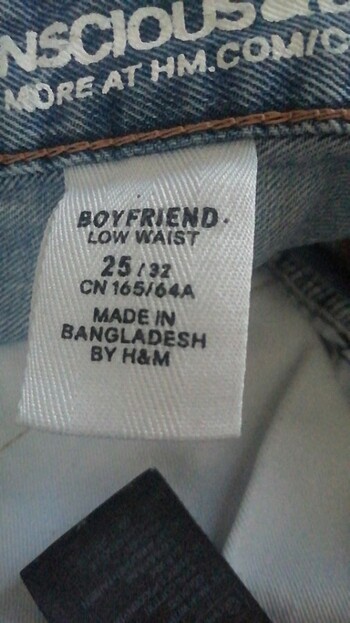 NSCIOUS
MORE AT HM.COM/C
BOYFRIEND
LOW WAIST
25 / 32
CN 165/64A
MADE IN
BANGLADESH
BY H&M